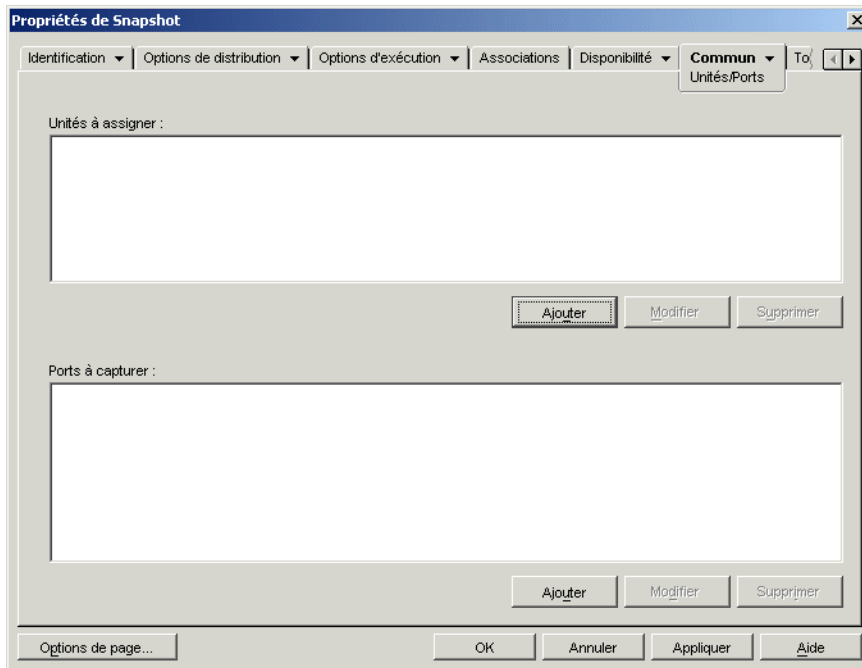 Propriétés de Snapshot
Identification Options de distribution Options d'exécution Associations Disponibilité Commun To
Unités/Ports
Unités à assigner :
Ajouter Modifier Supprimer
Ports à capturer :
Ajouter Modifier Supprimer
Options de page... OK Annuler Appliquer Aide